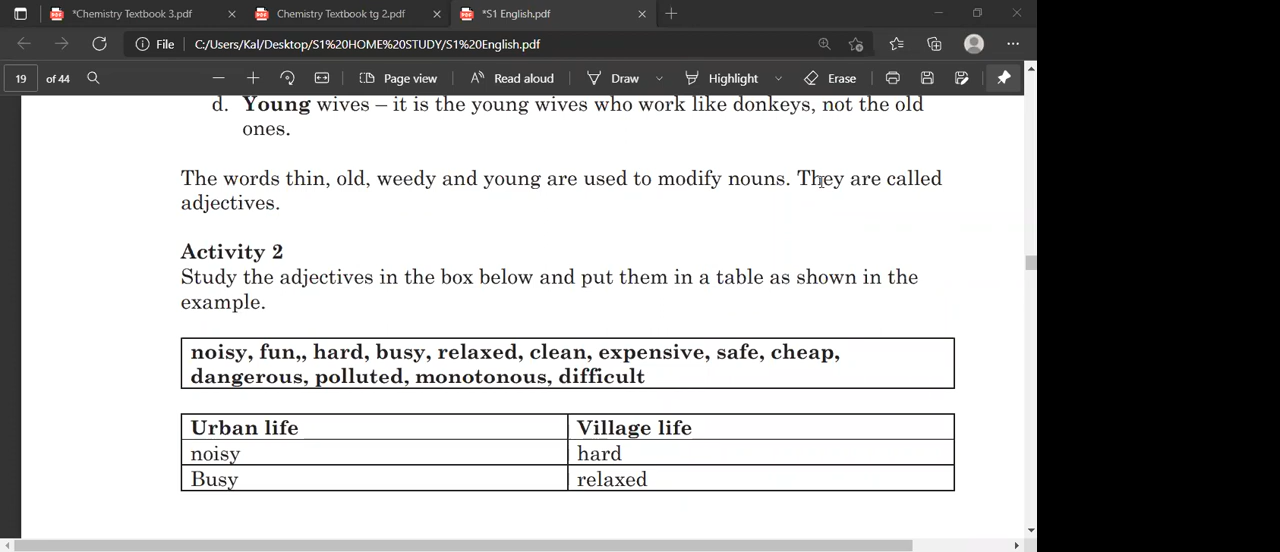 *Chemistry Textbook 3.pdf
Chemistry Textbook tg 2.pdf
*S1 English.pdf
File
C:/Users/Kal/Desktop/S1%20HOME%20STUDY/S1%20English.pdf
19 of 44
Page view
Read aloud
Draw
Highlight
Erase
d. Young wives – it is the young wives who work like donkeys, not the old
ones.
The words thin, old, weedy and young are used to modify nouns. They are called
adjectives.
Activity 2
Study the adjectives in the box below and put them in a table as shown in the
example.
noisy, fun,, hard, busy, relaxed, clean, expensive, safe, cheap,
dangerous, polluted, monotonous, difficult
Urban life Village life
noisy hard
Busy relaxed